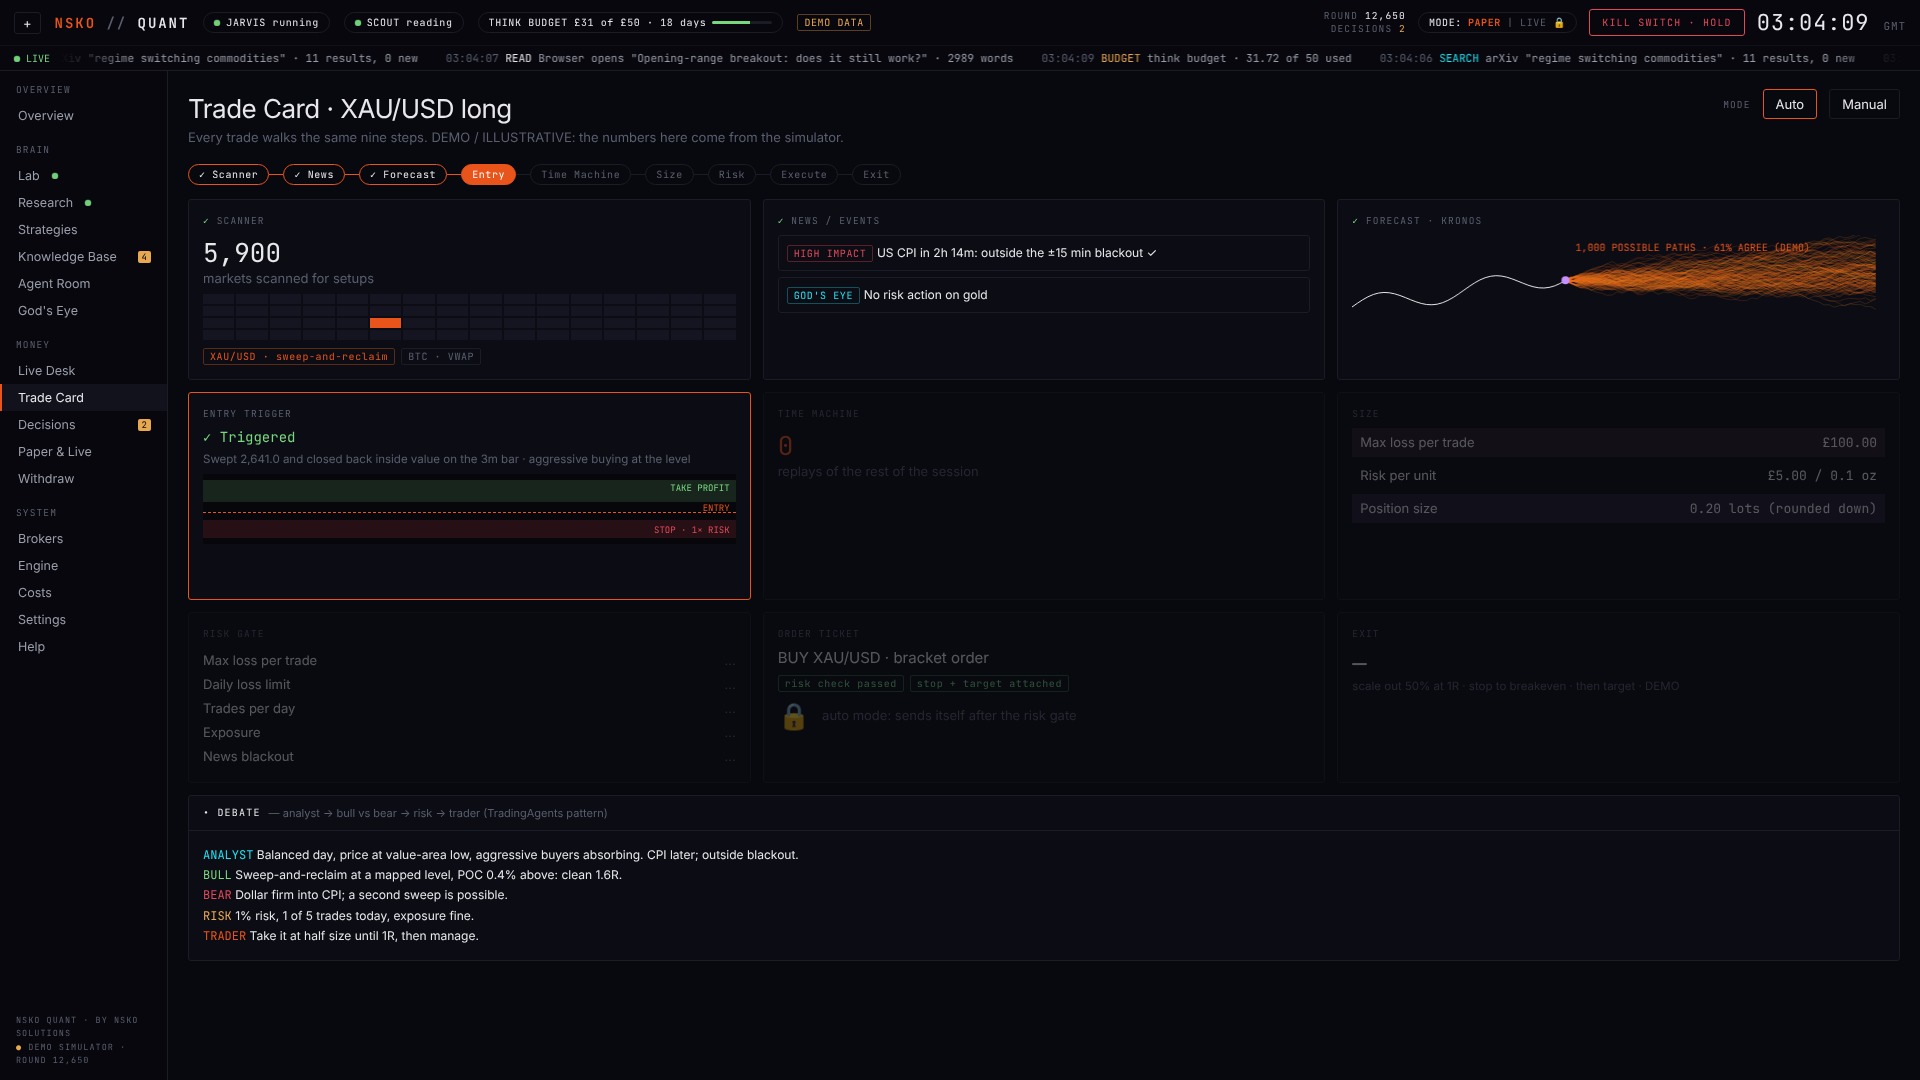 + NSKO // QUANT JARVIS running SCOUT reading THINK BUDGET £31 of £50 · 18 days DEMO DATA ROUND 12,650 DECISIONS 2 MODE: PAPER | LIVE 🔒 KILL SWITCH · HOLD 03:04:09 GMT
LIVE "regime switching commodities" · 11 results, 0 new 03:04:07 READ Browser opens "Opening-range breakout: does it still work?" · 2989 words 03:04:09 BUDGET think budget · 31.72 of 50 used 03:04:06 SEARCH arXiv "regime switching commodities" · 11 results, 0 new
OVERVIEW
Overview
BRAIN
Lab
Research
Strategies
Knowledge Base 4
Agent Room
God's Eye
MONEY
Live Desk
Trade Card
Decisions 2
Paper & Live
Withdraw
SYSTEM
Brokers
Engine
Costs
Settings
Help
NSKO QUANT · BY NSKO
SOLUTIONS
DEMO SIMULATOR ·
ROUND 12,650
Trade Card · XAU/USD long
MODE Auto Manual
Every trade walks the same nine steps. DEMO / ILLUSTRATIVE: the numbers here come from the simulator.
✓ Scanner ✓ News ✓ Forecast Entry Time Machine Size Risk Execute Exit
✓ SCANNER
5,900
markets scanned for setups
XAU/USD · sweep-and-reclaim BTC · VWAP
✓ NEWS / EVENTS
HIGH IMPACT US CPI in 2h 14m: outside the ±15 min blackout ✓
GOD'S EYE No risk action on gold
✓ FORECAST · KRONOS
1,000 POSSIBLE PATHS · 61% AGREE (DEMO)
ENTRY TRIGGER
✓ Triggered
Swept 2,641.0 and closed back inside value on the 3m bar · aggressive buying at the level
TAKE PROFIT
ENTRY
STOP · 1× RISK
TIME MACHINE
0
replays of the rest of the session
SIZE
Max loss per trade £100.00
Risk per unit £5.00 / 0.1 oz
Position size 0.20 lots (rounded down)
RISK GATE
Max loss per trade ...
Daily loss limit ...
Trades per day ...
Exposure ...
News blackout ...
ORDER TICKET
BUY XAU/USD · bracket order
risk check passed stop + target attached
🔒 auto mode: sends itself after the risk gate
EXIT
—
scale out 50% at 1R · stop to breakeven · then target · DEMO
• DEBATE — analyst → bull vs bear → risk → trader (TradingAgents pattern)
ANALYST Balanced day, price at value-area low, aggressive buyers absorbing. CPI later; outside blackout.
BULL Sweep-and-reclaim at a mapped level, POC 0.4% above: clean 1.6R.
BEAR Dollar firm into CPI; a second sweep is possible.
RISK 1% risk, 1 of 5 trades today, exposure fine.
TRADER Take it at half size until 1R, then manage.